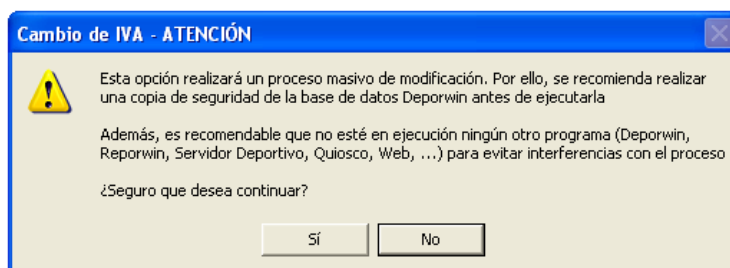 Cambio de IVA - ATENCIÓN
Esta opción realizará un proceso masivo de modificación. Por ello, se recomienda realizar
una copia de seguridad de la base de datos Deporwin antes de ejecutarla
Además, es recomendable que no esté en ejecución ningún otro programa (Deporwin,
Reporwin, Servidor Deportivo, Quiosco, Web, ...) para evitar interferencias con el proceso
¿Seguro que desea continuar?
Sí
No